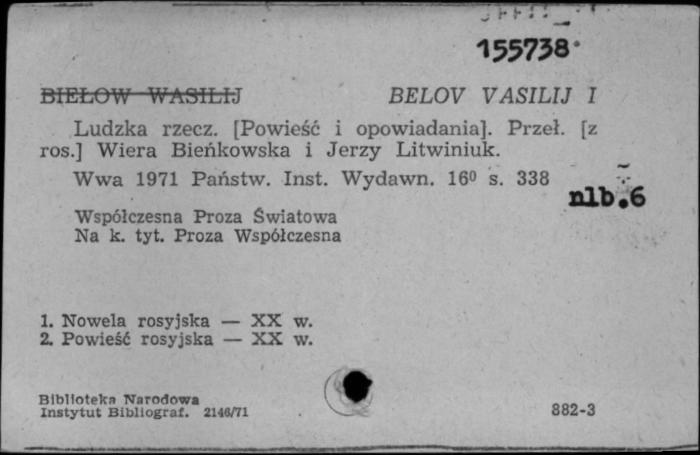 155738
BIEŁOW WASILIJ BELOV VASILIJ I
Ludzka rzecz. [Powieść i opowiadania]. Przeł. [z
ros.] Wiera Bieńkowska i Jerzy Litwiniuk.
Wwa 1971 Państw. Inst. Wydawn. 16⁰ s. 338
nlb.6
Współczesna Proza Światowa
Na k. tyt. Proza Współczesna
1. Nowela rosyjska — XX w.
2. Powieść rosyjska — XX w.
Biblioteka Narodowa
Instytut Bibliograf. 2146/71
882-3